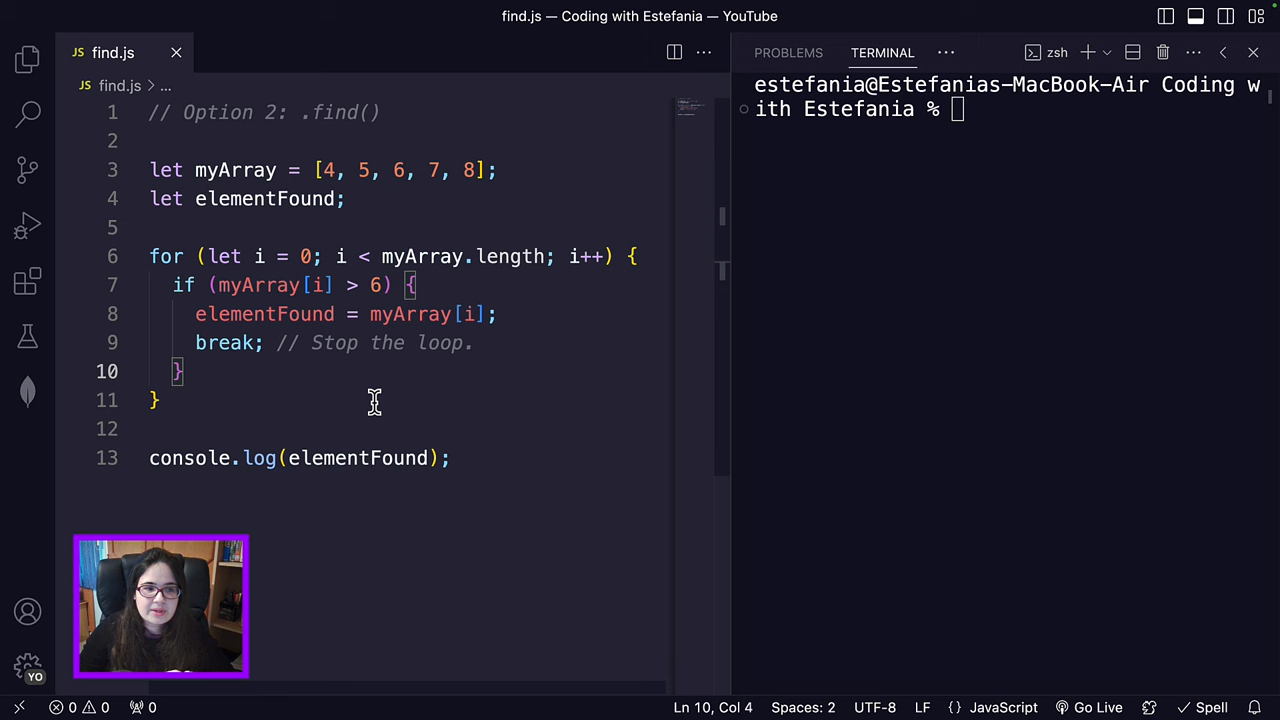 find.js — Coding with Estefania — YouTube
JS find.js
PROBLEMS TERMINAL ··· zsh
JS find.js > ...
1 // Option 2: .find()
2
3 let myArray = [4, 5, 6, 7, 8];
4 let elementFound;
5
6 for (let i = 0; i < myArray.length; i++) {
7 if (myArray[i] > 6) {
8 elementFound = myArray[i];
9 break; // Stop the loop.
10 }
11 }
12
13 console.log(elementFound);
estefania@Estefanias-MacBook-Air Coding w
ith Estefania %
YO
0 0 0 Ln 10, Col 4 Spaces: 2 UTF-8 LF {} JavaScript Go Live Spell